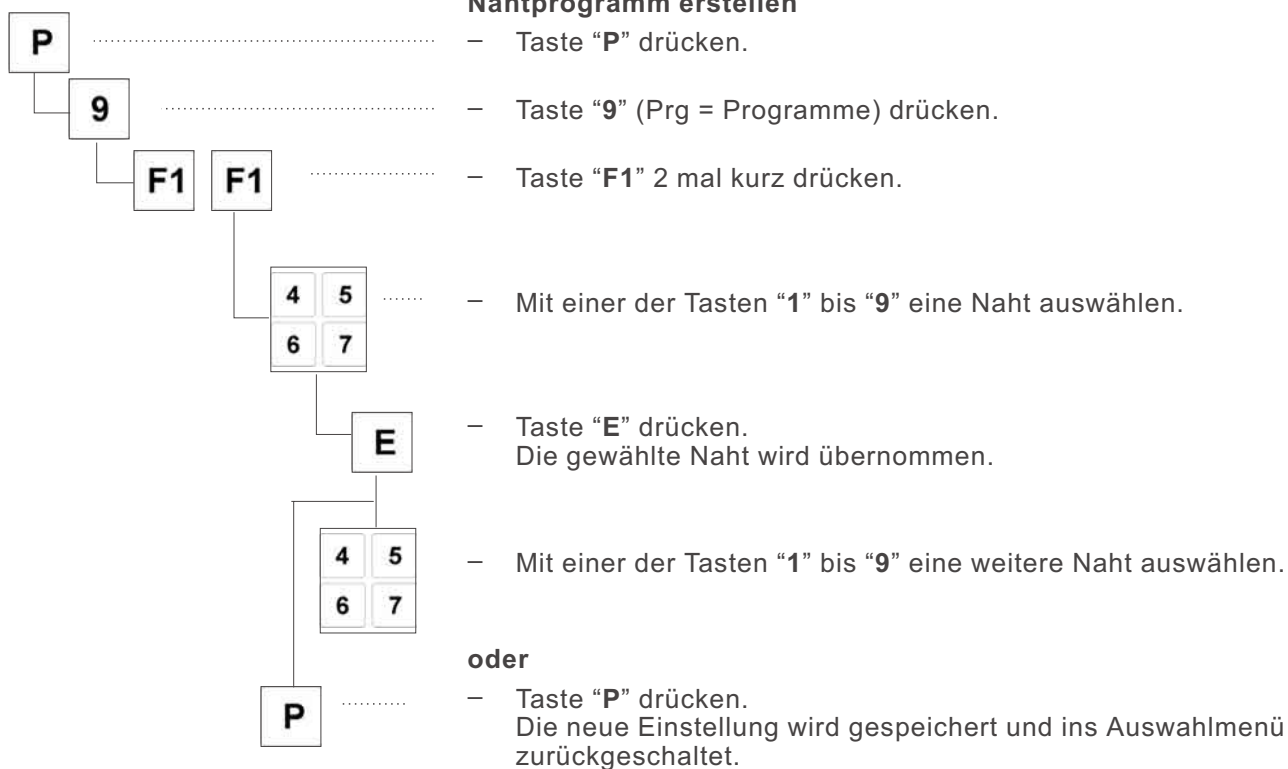 Nahtprogramm erstellen
P – Taste “P” drücken.
9 – Taste “9” (Prg = Programme) drücken.
F1 F1 – Taste “F1” 2 mal kurz drücken.
4 5
– Mit einer der Tasten “1” bis “9” eine Naht auswählen.
6 7
E – Taste “E” drücken.
Die gewählte Naht wird übernommen.
4 5
– Mit einer der Tasten “1” bis “9” eine weitere Naht auswählen.
6 7
oder
P – Taste “P” drücken.
Die neue Einstellung wird gespeichert und ins Auswahlmenü
zurückgeschaltet.